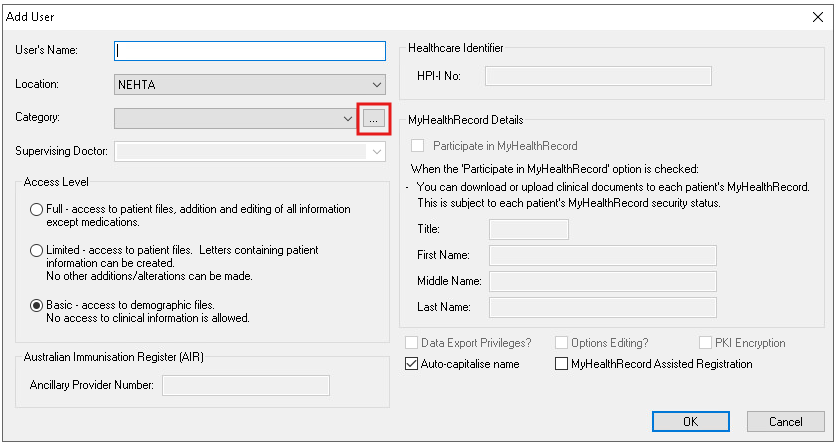 Add User
User's Name:
Location:
NEHTA
Category:
...
Supervising Doctor:
Access Level
Full - access to patient files, addition and editing of all information
except medications.
Limited - access to patient files.  Letters containing patient
information can be created.
No other additions/alterations can be made.
Basic - access to demographic files.
No access to clinical information is allowed.
Australian Immunisation Register (AIR)
Ancillary Provider Number:
Healthcare Identifier
HPI-I No:
MyHealthRecord Details
Participate in MyHealthRecord
When the 'Participate in MyHealthRecord' option is checked:
- You can download or upload clinical documents to each patient's MyHealthRecord.
This is subject to each patient's MyHealthRecord security status.
Title:
First Name:
Middle Name:
Last Name:
Data Export Privileges?
Options Editing?
PKI Encryption
Auto-capitalise name
MyHealthRecord Assisted Registration
OK
Cancel